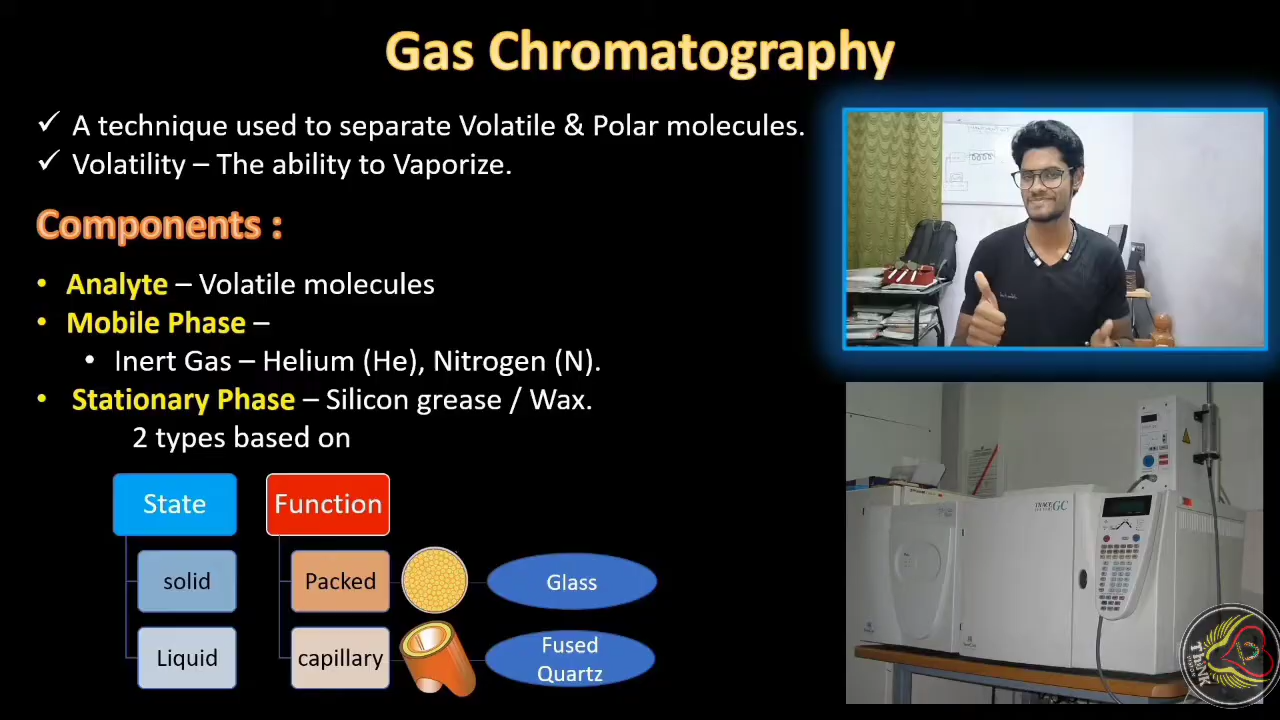 Gas Chromatography
✓ A technique used to separate Volatile & Polar molecules.
✓ Volatility – The ability to Vaporize.
Components :
• Analyte – Volatile molecules
• Mobile Phase –
• Inert Gas – Helium (He), Nitrogen (N).
• Stationary Phase – Silicon grease / Wax.
2 types based on
State
Function
solid
Packed
Glass
Liquid
capillary
Fused
Quartz
GC
ThiNK